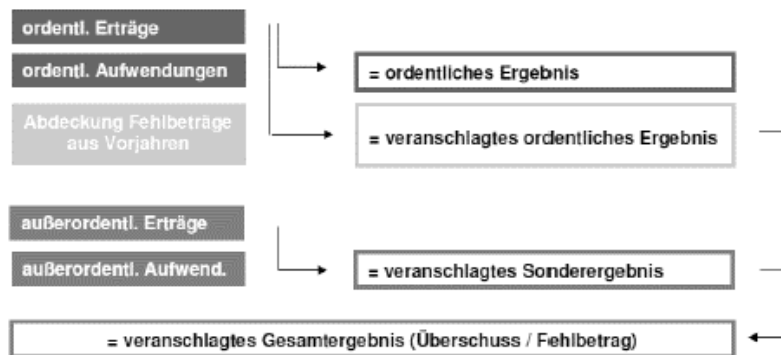 ordentl. Erträge
ordentl. Aufwendungen
= ordentliches Ergebnis
Abdeckung Fehlbeträge
aus Vorjahren
= veranschlagtes ordentliches Ergebnis
außerordentl. Erträge
außerordentl. Aufwend.
= veranschlagtes Sonderergebnis
= veranschlagtes Gesamtergebnis (Überschuss / Fehlbetrag)